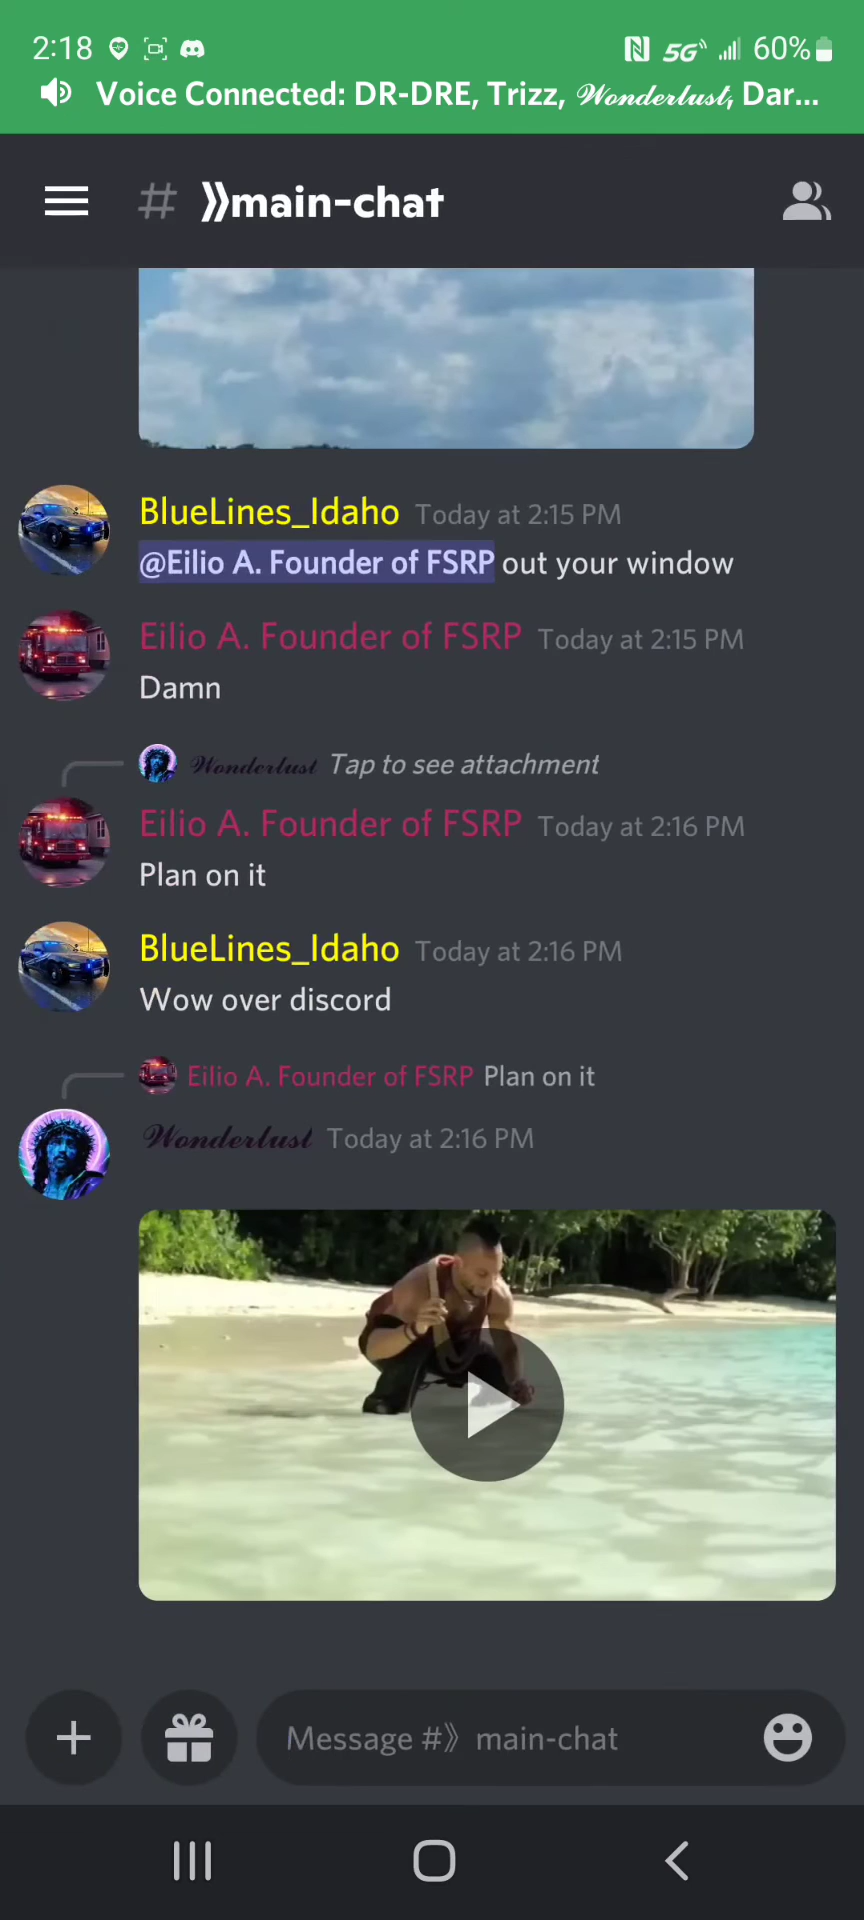 2:18 5G 60%
Voice Connected: DR-DRE, Trizz, 𝒲onderlust, Dar...
# 》main-chat
BlueLines_Idaho Today at 2:15 PM
@Eilio A. Founder of FSRP out your window
Eilio A. Founder of FSRP Today at 2:15 PM
Damn
𝒲onderlust Tap to see attachment
Eilio A. Founder of FSRP Today at 2:16 PM
Plan on it
BlueLines_Idaho Today at 2:16 PM
Wow over discord
Eilio A. Founder of FSRP Plan on it
𝒲onderlust Today at 2:16 PM
Message #》 main-chat